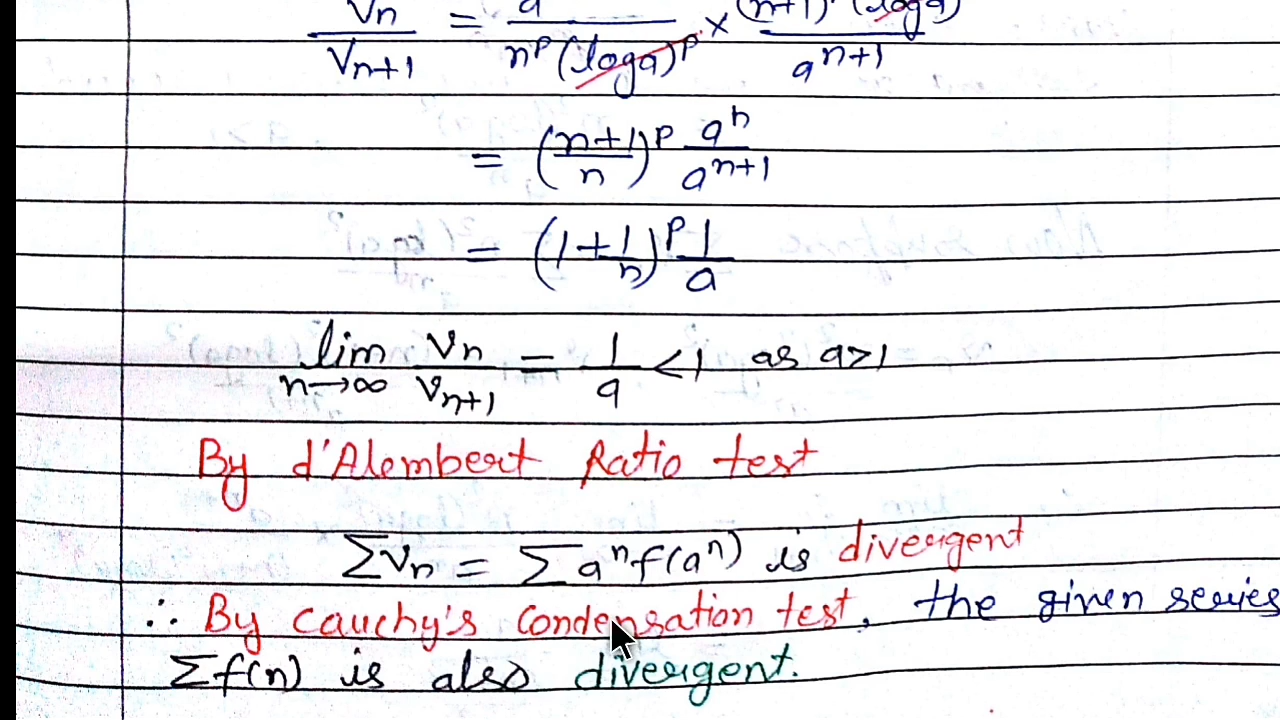 Vn/Vn+1 = a / n^p (log a)^p × (n+1) (log a) / a^n+1
= (n+1/n)^p a^n/a^n+1
= (1+1/n)^p 1/a
lim n→∞ Vn/Vn+1 = 1/a <1 as a>1
By d'Alembert Ratio test
ΣVn = Σ a^n f(a^n) is divergent
∴ By Cauchy's Condensation test, the given series
Σf(n) is also divergent.